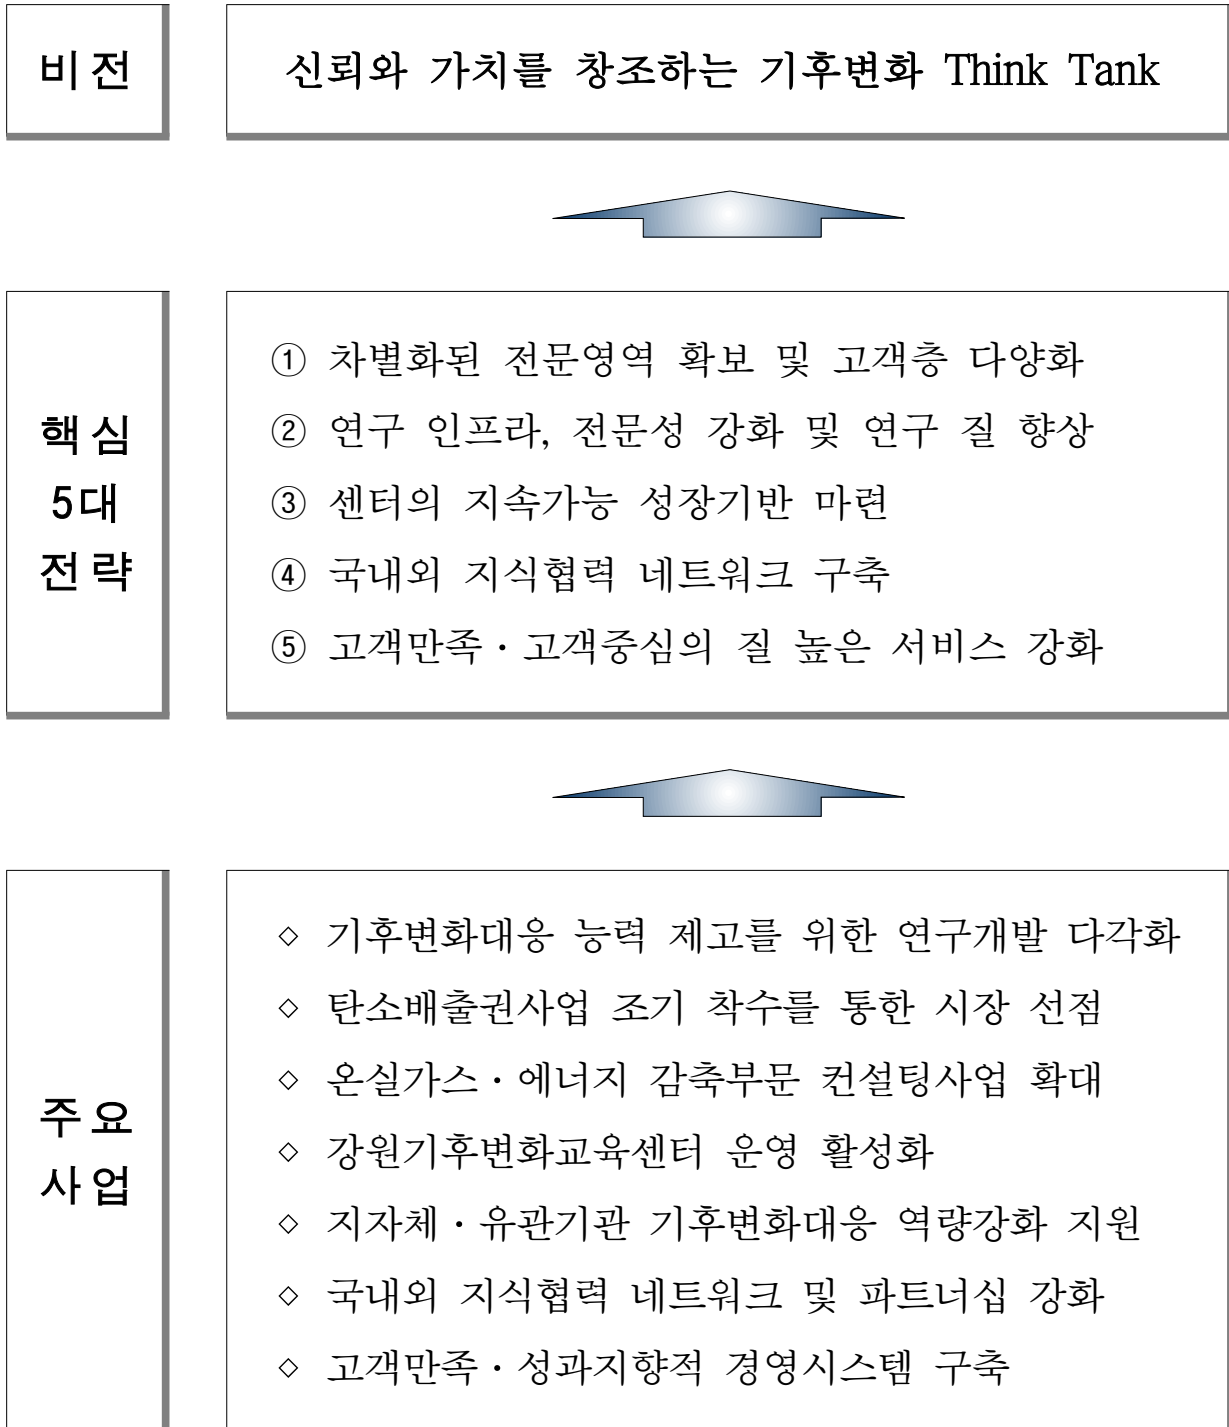 비전
신뢰와 가치를 창조하는 기후변화 Think Tank
핵심
5대
전략
① 차별화된 전문영역 확보 및 고객층 다양화
② 연구 인프라, 전문성 강화 및 연구 질 향상
③ 센터의 지속가능 성장기반 마련
④ 국내외 지식협력 네트워크 구축
⑤ 고객만족·고객중심의 질 높은 서비스 강화
주요
사업
◇ 기후변화대응 능력 제고를 위한 연구개발 다각화
◇ 탄소배출권사업 조기 착수를 통한 시장 선점
◇ 온실가스·에너지 감축부문 컨설팅사업 확대
◇ 강원기후변화교육센터 운영 활성화
◇ 지자체·유관기관 기후변화대응 역량강화 지원
◇ 국내외 지식협력 네트워크 및 파트너십 강화
◇ 고객만족·성과지향적 경영시스템 구축